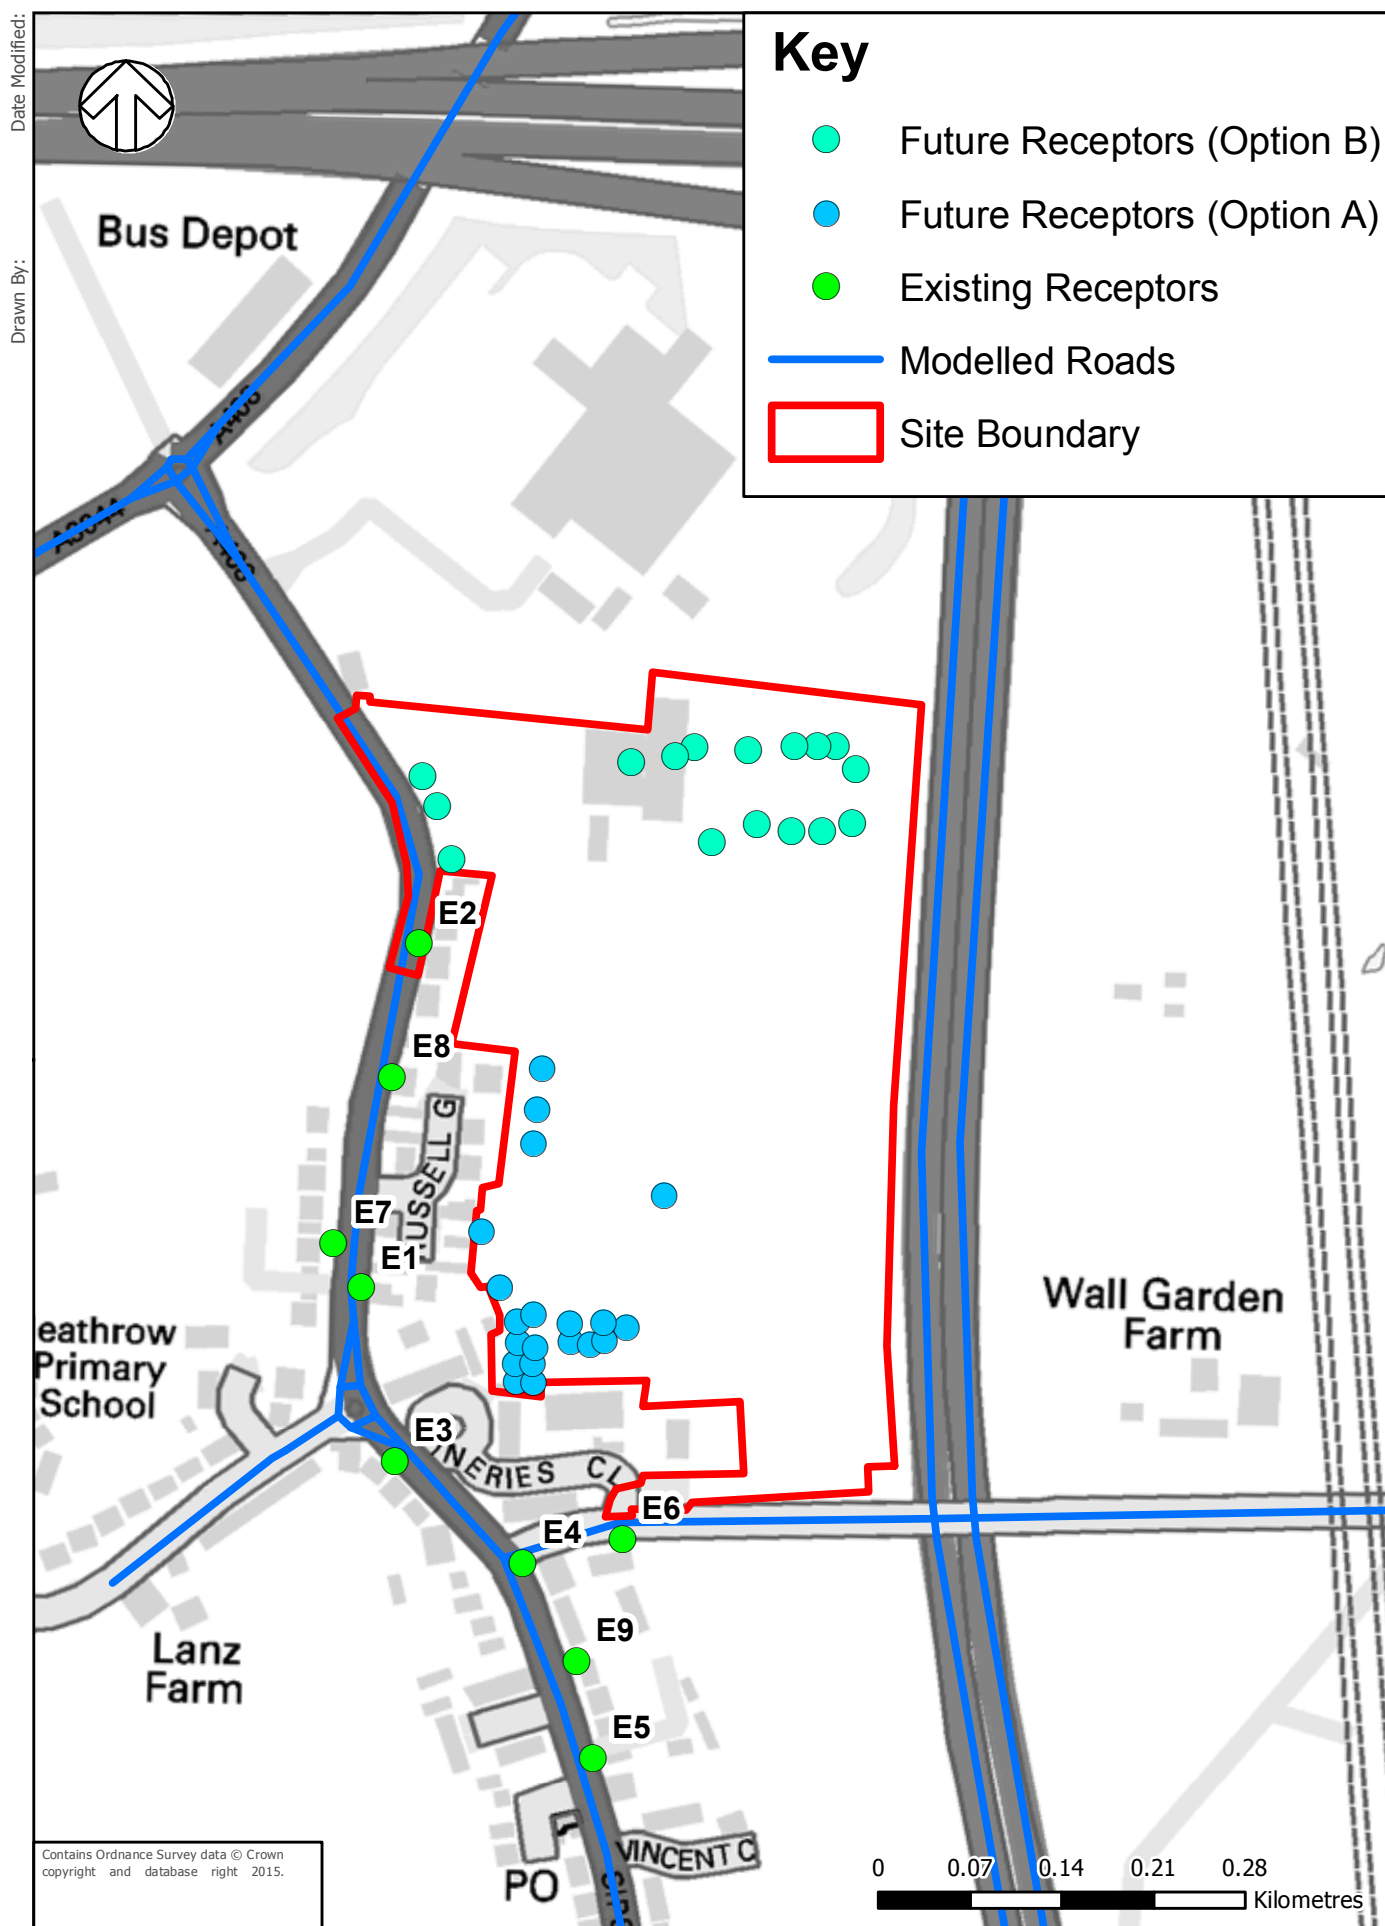 Date Modified:
Drawn By:
Key
Future Receptors (Option B)
Future Receptors (Option A)
Existing Receptors
Modelled Roads
Site Boundary
Bus Depot
A408
A3044
A408
E2
E8
RUSSELL G
E7
E1
eathrow
Primary
School
Wall Garden
Farm
E3
INERIES CL
E6
E4
Lanz
Farm
E9
E5
VINCENT C
PO
Contains Ordnance Survey data © Crown
copyright and database right 2015.
0 0.07 0.14 0.21 0.28
Kilometres